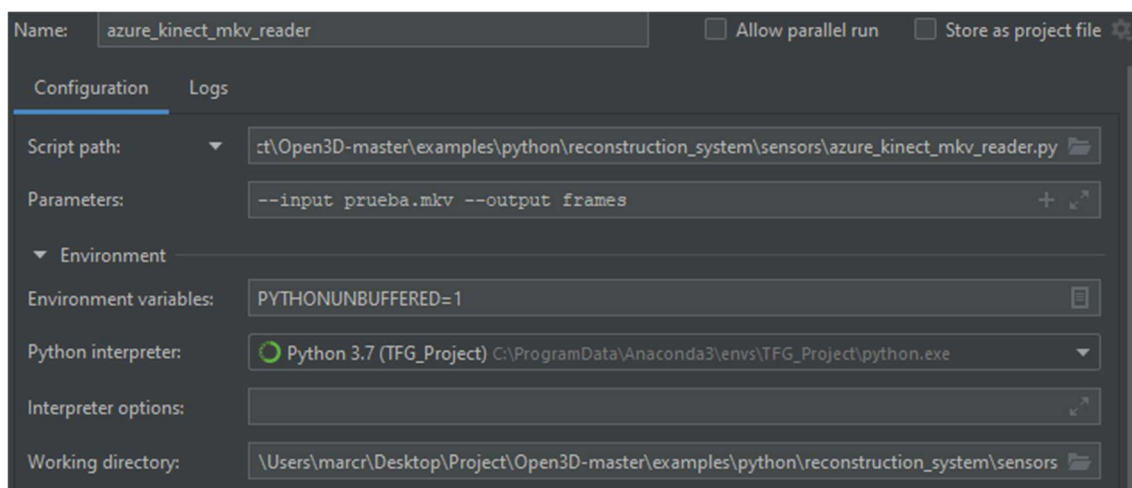 Name: azure_kinect_mkv_reader Allow parallel run Store as project file
Configuration Logs
Script path: ct\Open3D-master\examples\python\reconstruction_system\sensors\azure_kinect_mkv_reader.py
Parameters: --input prueba.mkv --output frames
Environment
Environment variables: PYTHONUNBUFFERED=1
Python interpreter: Python 3.7 (TFG_Project) C:\ProgramData\Anaconda3\envs\TFG_Project\python.exe
Interpreter options:
Working directory: \Users\marcr\Desktop\Project\Open3D-master\examples\python\reconstruction_system\sensors